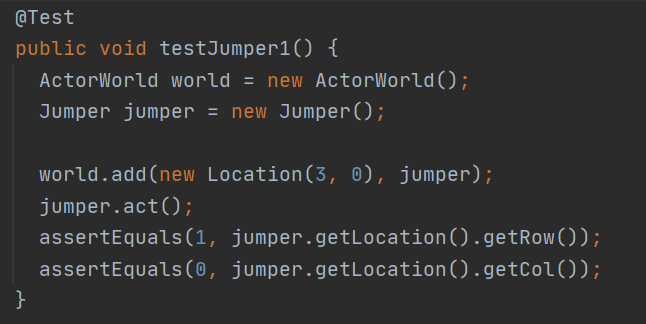 @Test
public void testJumper1() {
ActorWorld world = new ActorWorld();
Jumper jumper = new Jumper();
world.add(new Location(3, 0), jumper);
jumper.act();
assertEquals(1, jumper.getLocation().getRow());
assertEquals(0, jumper.getLocation().getCol());
}